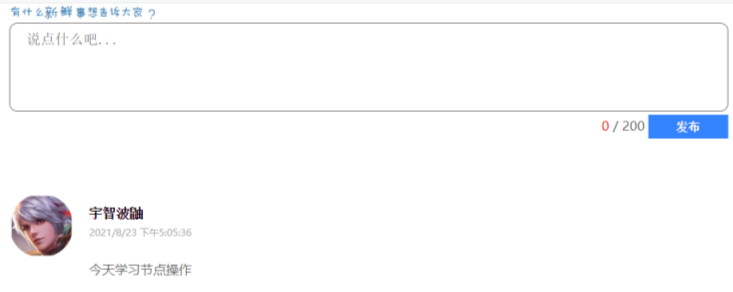 有什么新鲜事想告诉大家？
说点什么吧...
0 / 200 发布
宇智波鼬
2021/8/23 下午5:05:36
今天学习节点操作